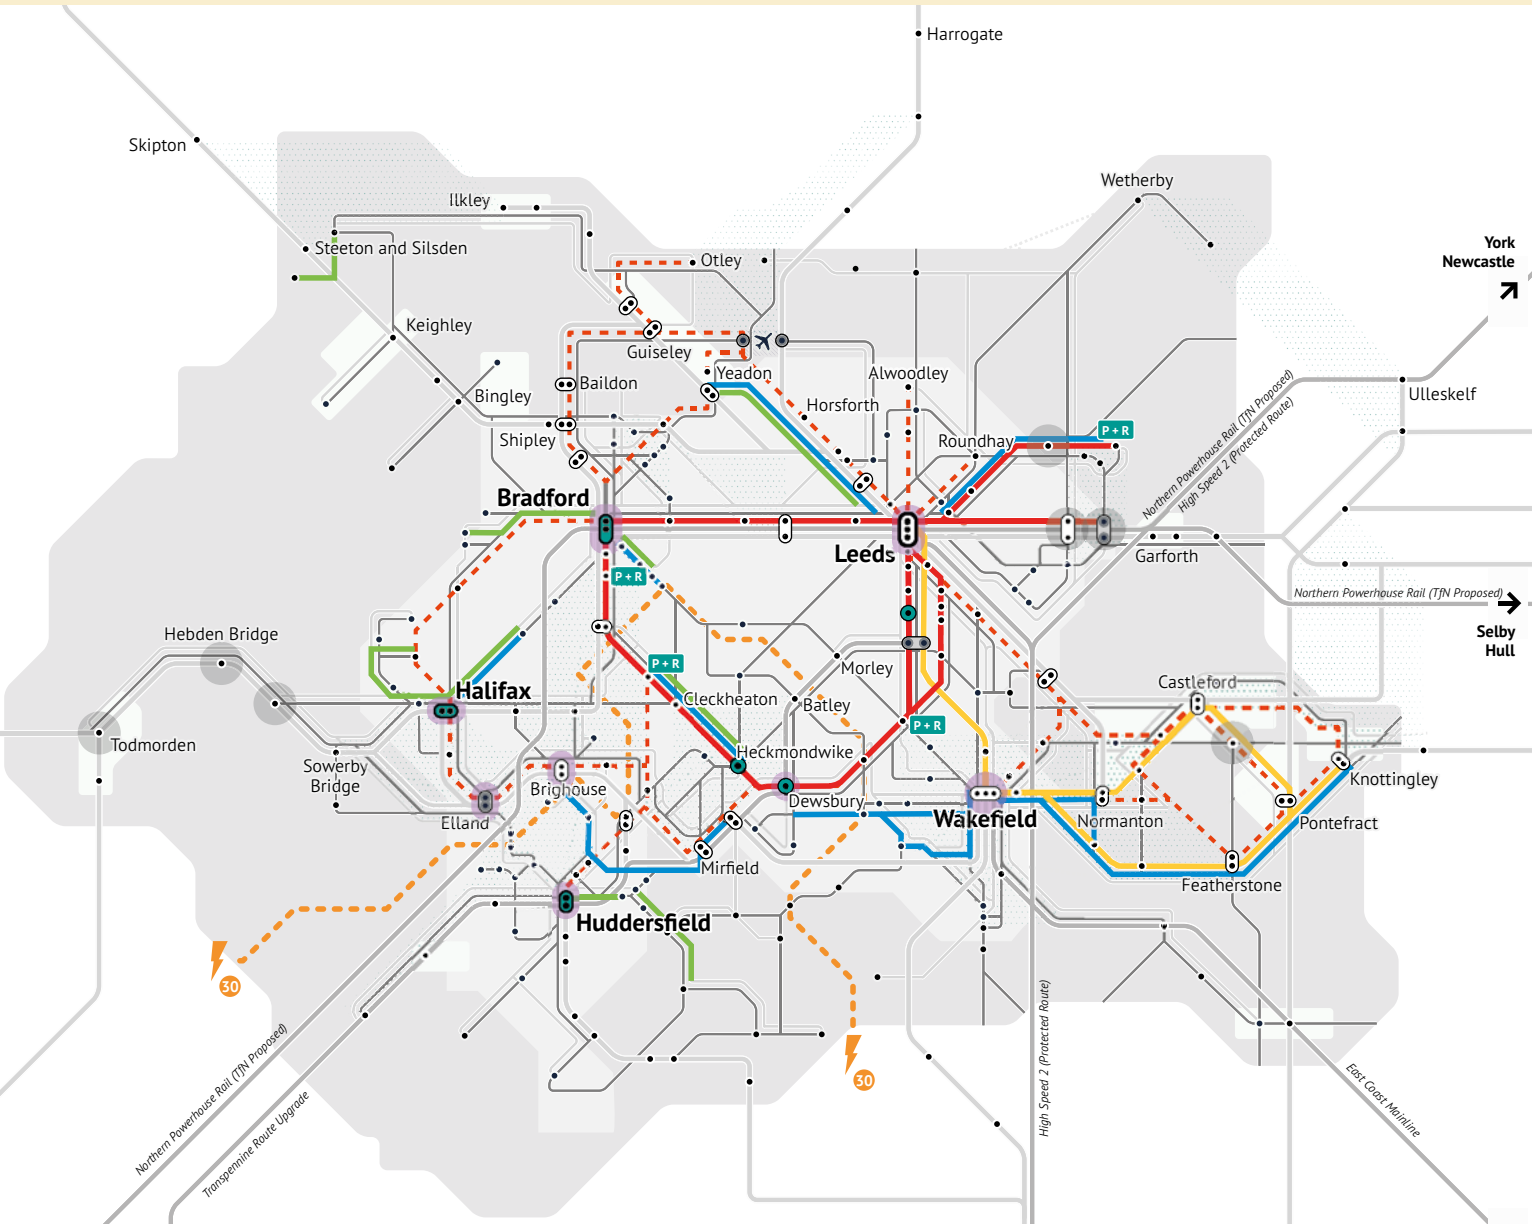 Harrogate
Skipton
Wetherby
Ilkley
York
Newcastle
Steeton and Silsden
Otley
Keighley
Guiseley
Yeadon
Alwoodley
Baildon
Bingley
Horsforth
Ulleskelf
Shipley
Roundhay
P + R
Northern Powerhouse Rail (TfN Proposed)
High Speed 2 (Protected Route)
Bradford
Leeds
Garforth
P + R
Northern Powerhouse Rail (TfN Proposed)
Selby
Hull
Hebden Bridge
P + R
Morley
Halifax
Cleckheaton
Batley
Castleford
P + R
Todmorden
Heckmondwike
Sowerby
Bridge
Brighouse
Dewsbury
Knottingley
Elland
Wakefield
Normanton
Pontefract
Mirfield
Featherstone
Huddersfield
30
High Speed 2 (Protected Route)
30
Northern Powerhouse Rail (TfN Proposed)
Transpennine Route Upgrade
East Coast Mainline